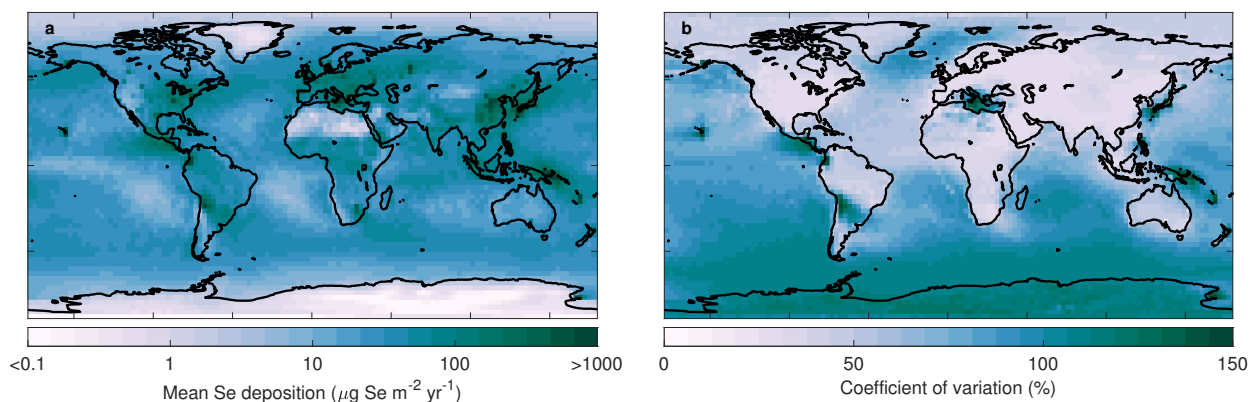 a
b
<0.1 1 10 100 >1000
0 50 100 150
Mean Se deposition (μg Se m⁻² yr⁻¹)
Coefficient of variation (%)